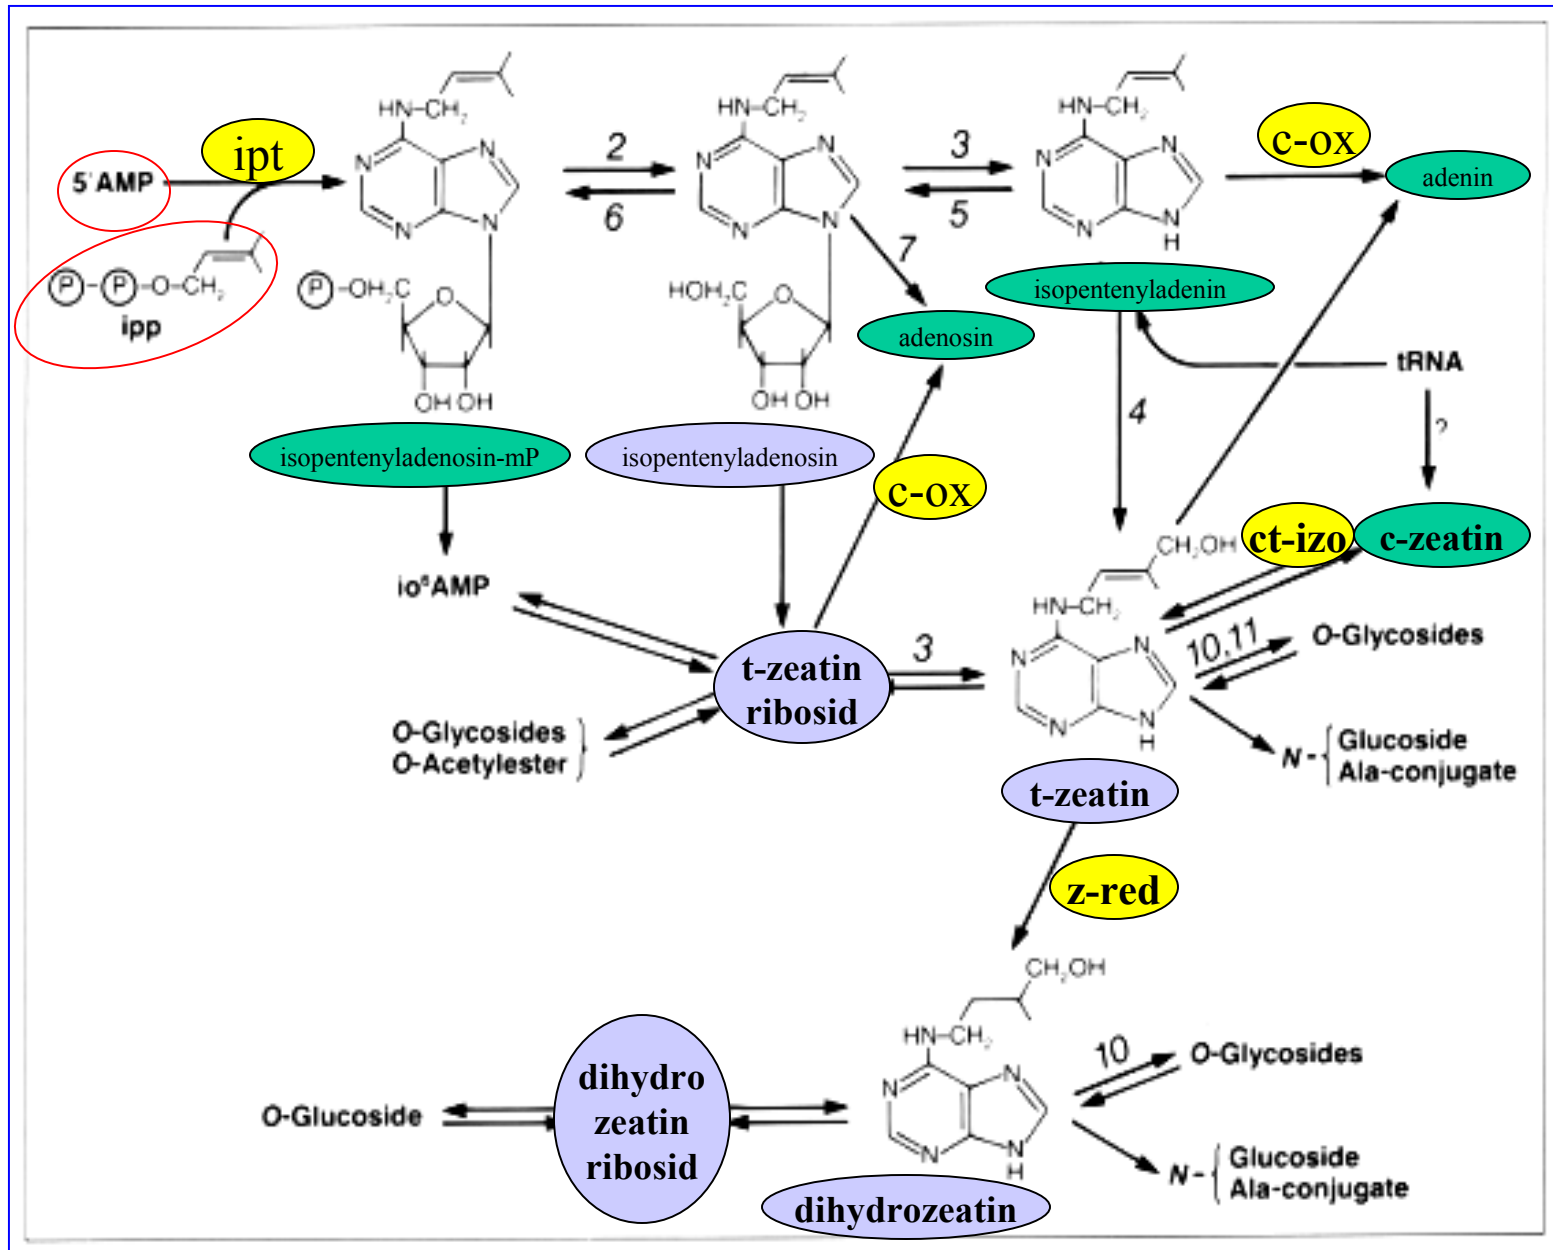 HN-CH2
HN-CH2
HN-CH2
ipt
c-ox
5'AMP
N
N
N
N
2
6
N
N
N
N
3
5
N
N
N
N
H
adenin
7
P-P-O-CH2
ipp
P-OH2C
O
OH OH
HOH2C
O
OH OH
adenosin
isopentenyladenin
tRNA
4
?
isopentenyladenosin-mP
isopentenyladenosin
c-ox
ct-izo
c-zeatin
CH2OH
io6AMP
HN-CH2
t-zeatin
ribosid
3
N
N
N
N
H
10,11
O-Glycosides
O-Glycosides
O-Acetylester
N-
Glucoside
Ala-conjugate
t-zeatin
z-red
CH2OH
HN-CH2
N
N
N
N
H
10
O-Glycosides
O-Glucoside
dihydro
zeatin
ribosid
N-
Glucoside
Ala-conjugate
dihydrozeatin